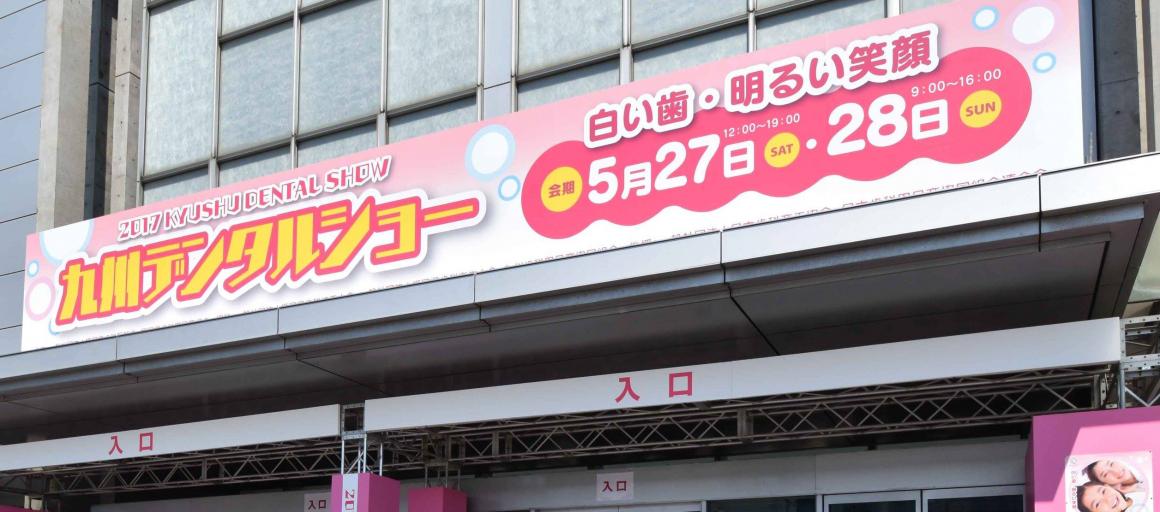 2017 KYUSHU DENTAL SHOW
九州デンタルショー
白い歯・明るい笑顔
12:00〜19:00 9:00〜16:00
会期 5月27日 SAT・28日 SUN
入口
入口
入口
入口
20